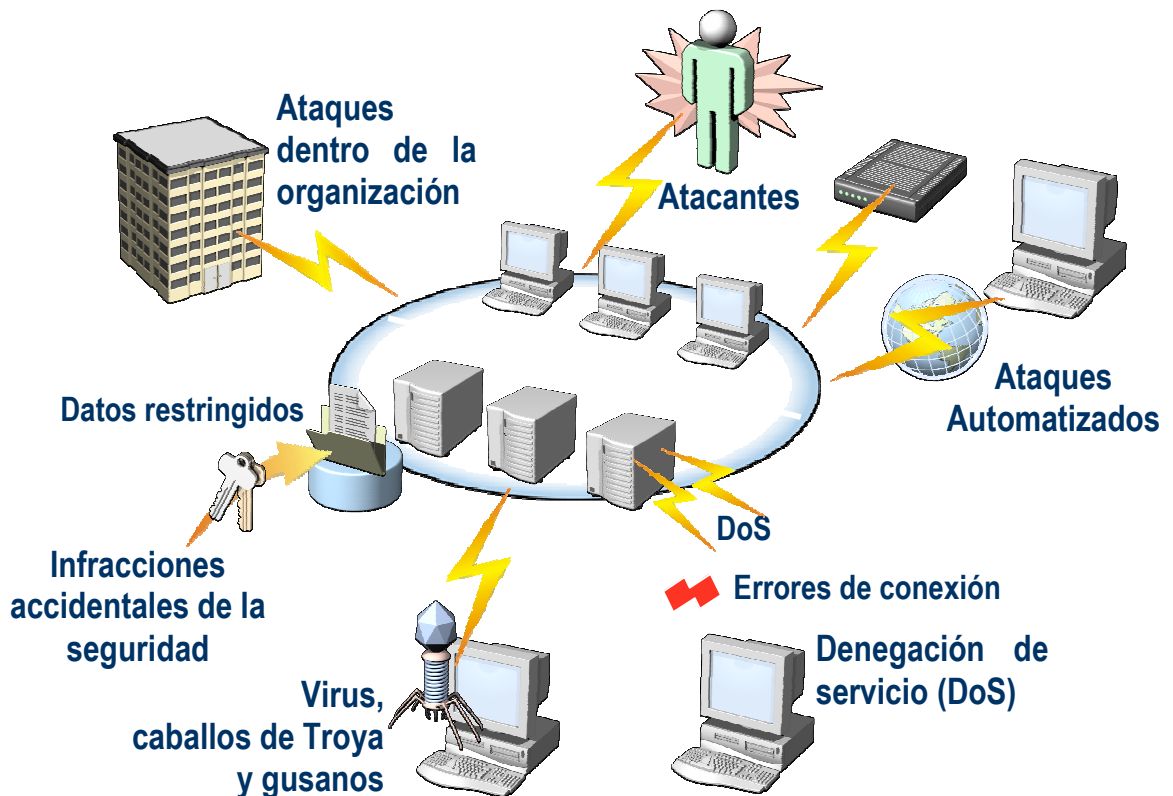 Ataques
dentro de la
organización
Atacantes
Ataques
Automatizados
Datos restringidos
DoS
Infracciones
accidentales de la
seguridad
Errores de conexión
Denegación de
servicio (DoS)
Virus,
caballos de Troya
y gusanos